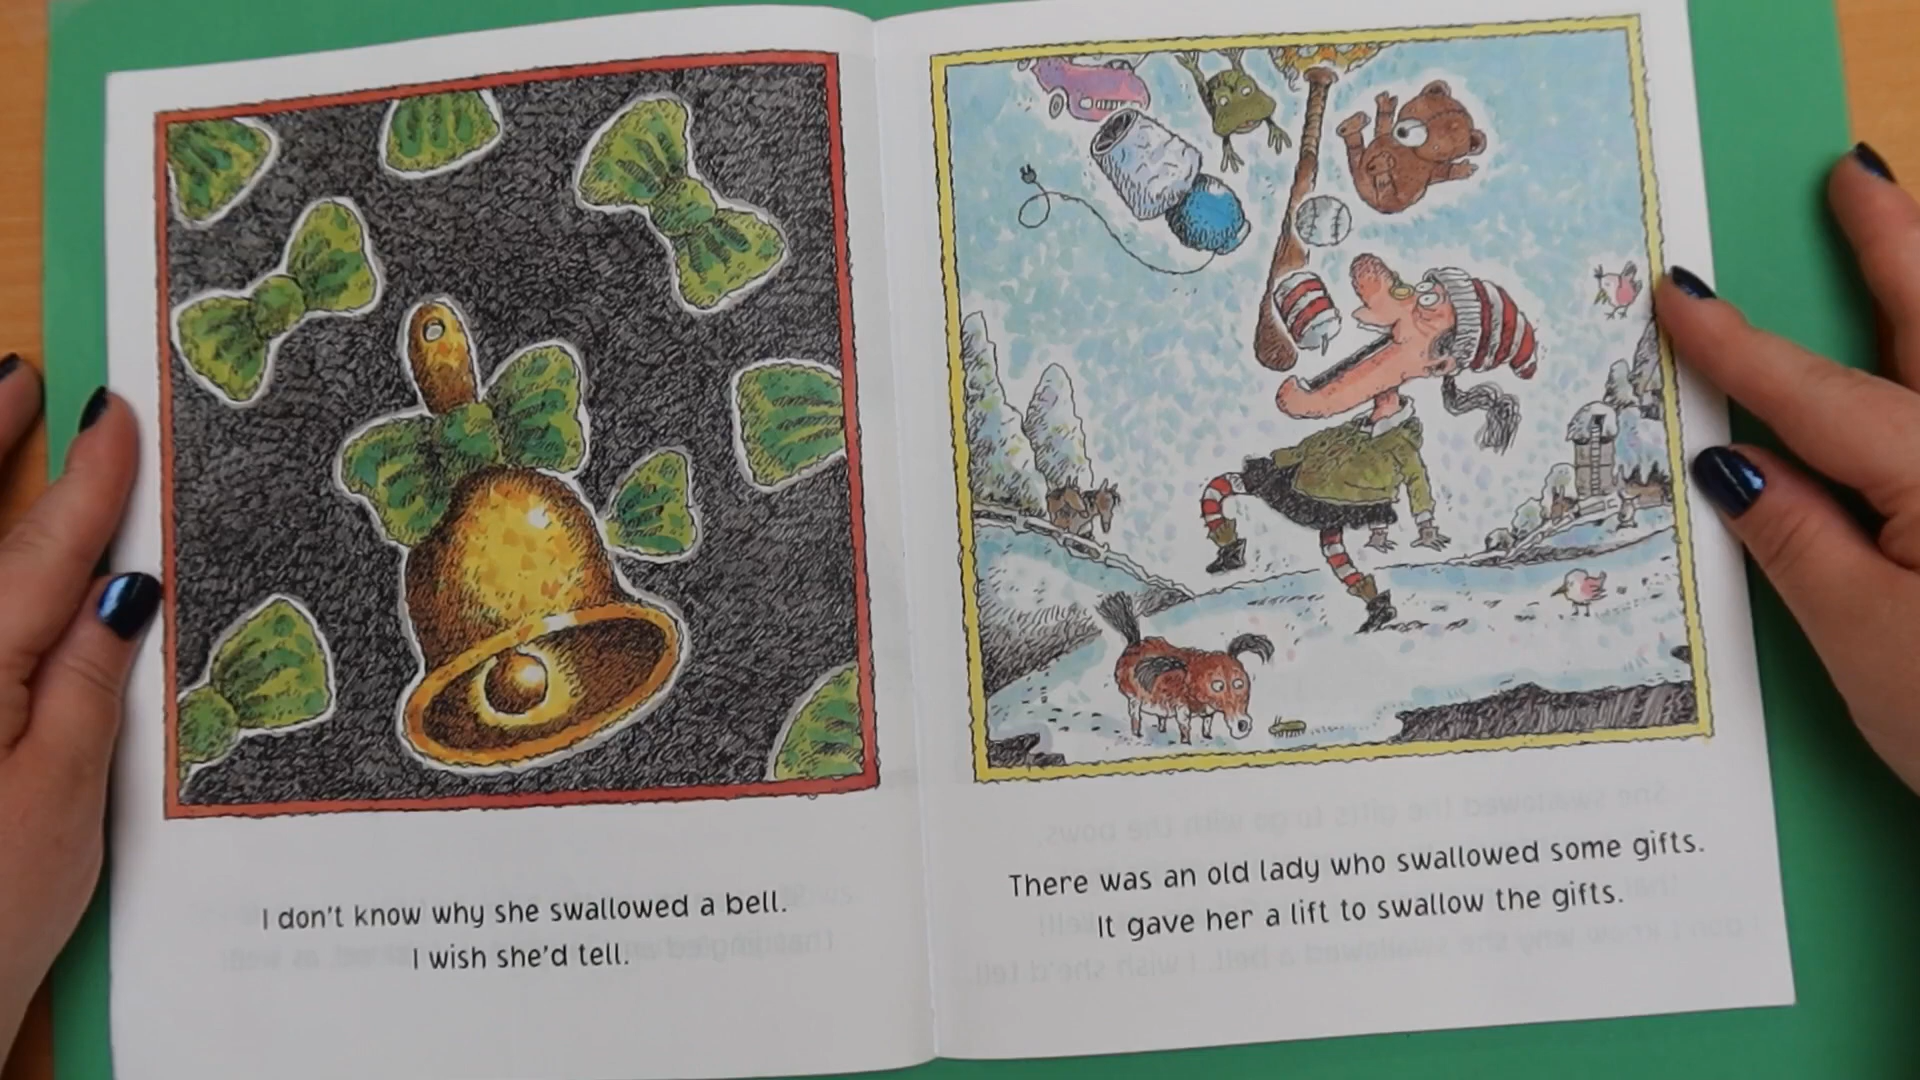 I don't know why she swallowed a bell.
I wish she'd tell.
There was an old lady who swallowed some gifts.
It gave her a lift to swallow the gifts.